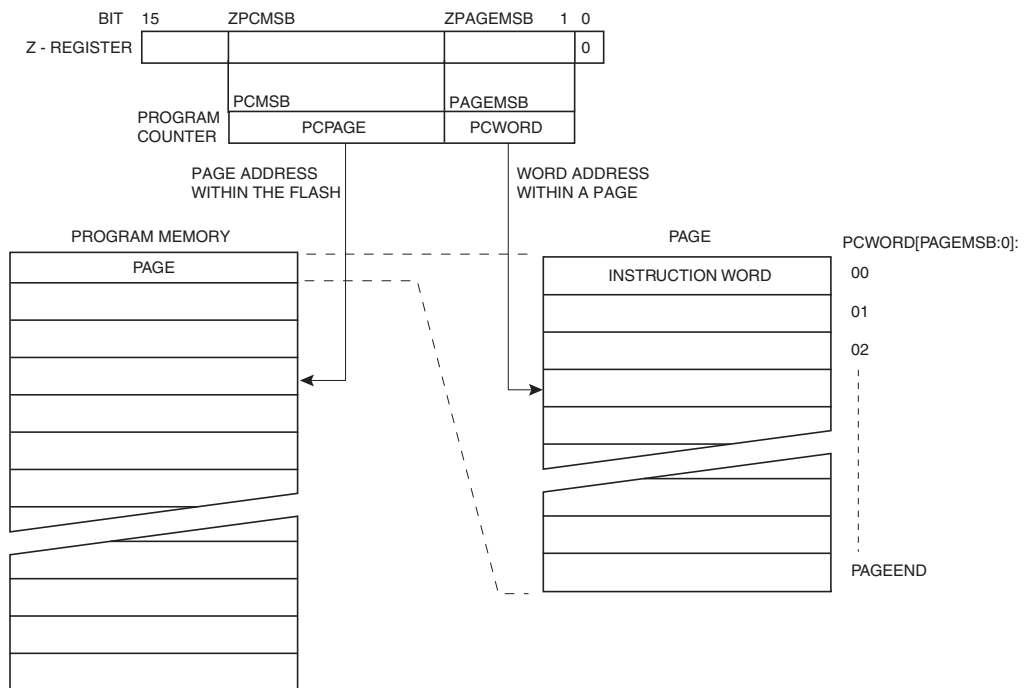 BIT 15 ZPCMSB ZPAGEMSB 1 0
Z - REGISTER 0
PCMSB PAGEMSB
PROGRAM
COUNTER
PCPAGE PCWORD
PAGE ADDRESS
WITHIN THE FLASH
WORD ADDRESS
WITHIN A PAGE
PROGRAM MEMORY
PAGE
PAGE
PCWORD[PAGEMSB:0]:
INSTRUCTION WORD
00
01
02
PAGEEND